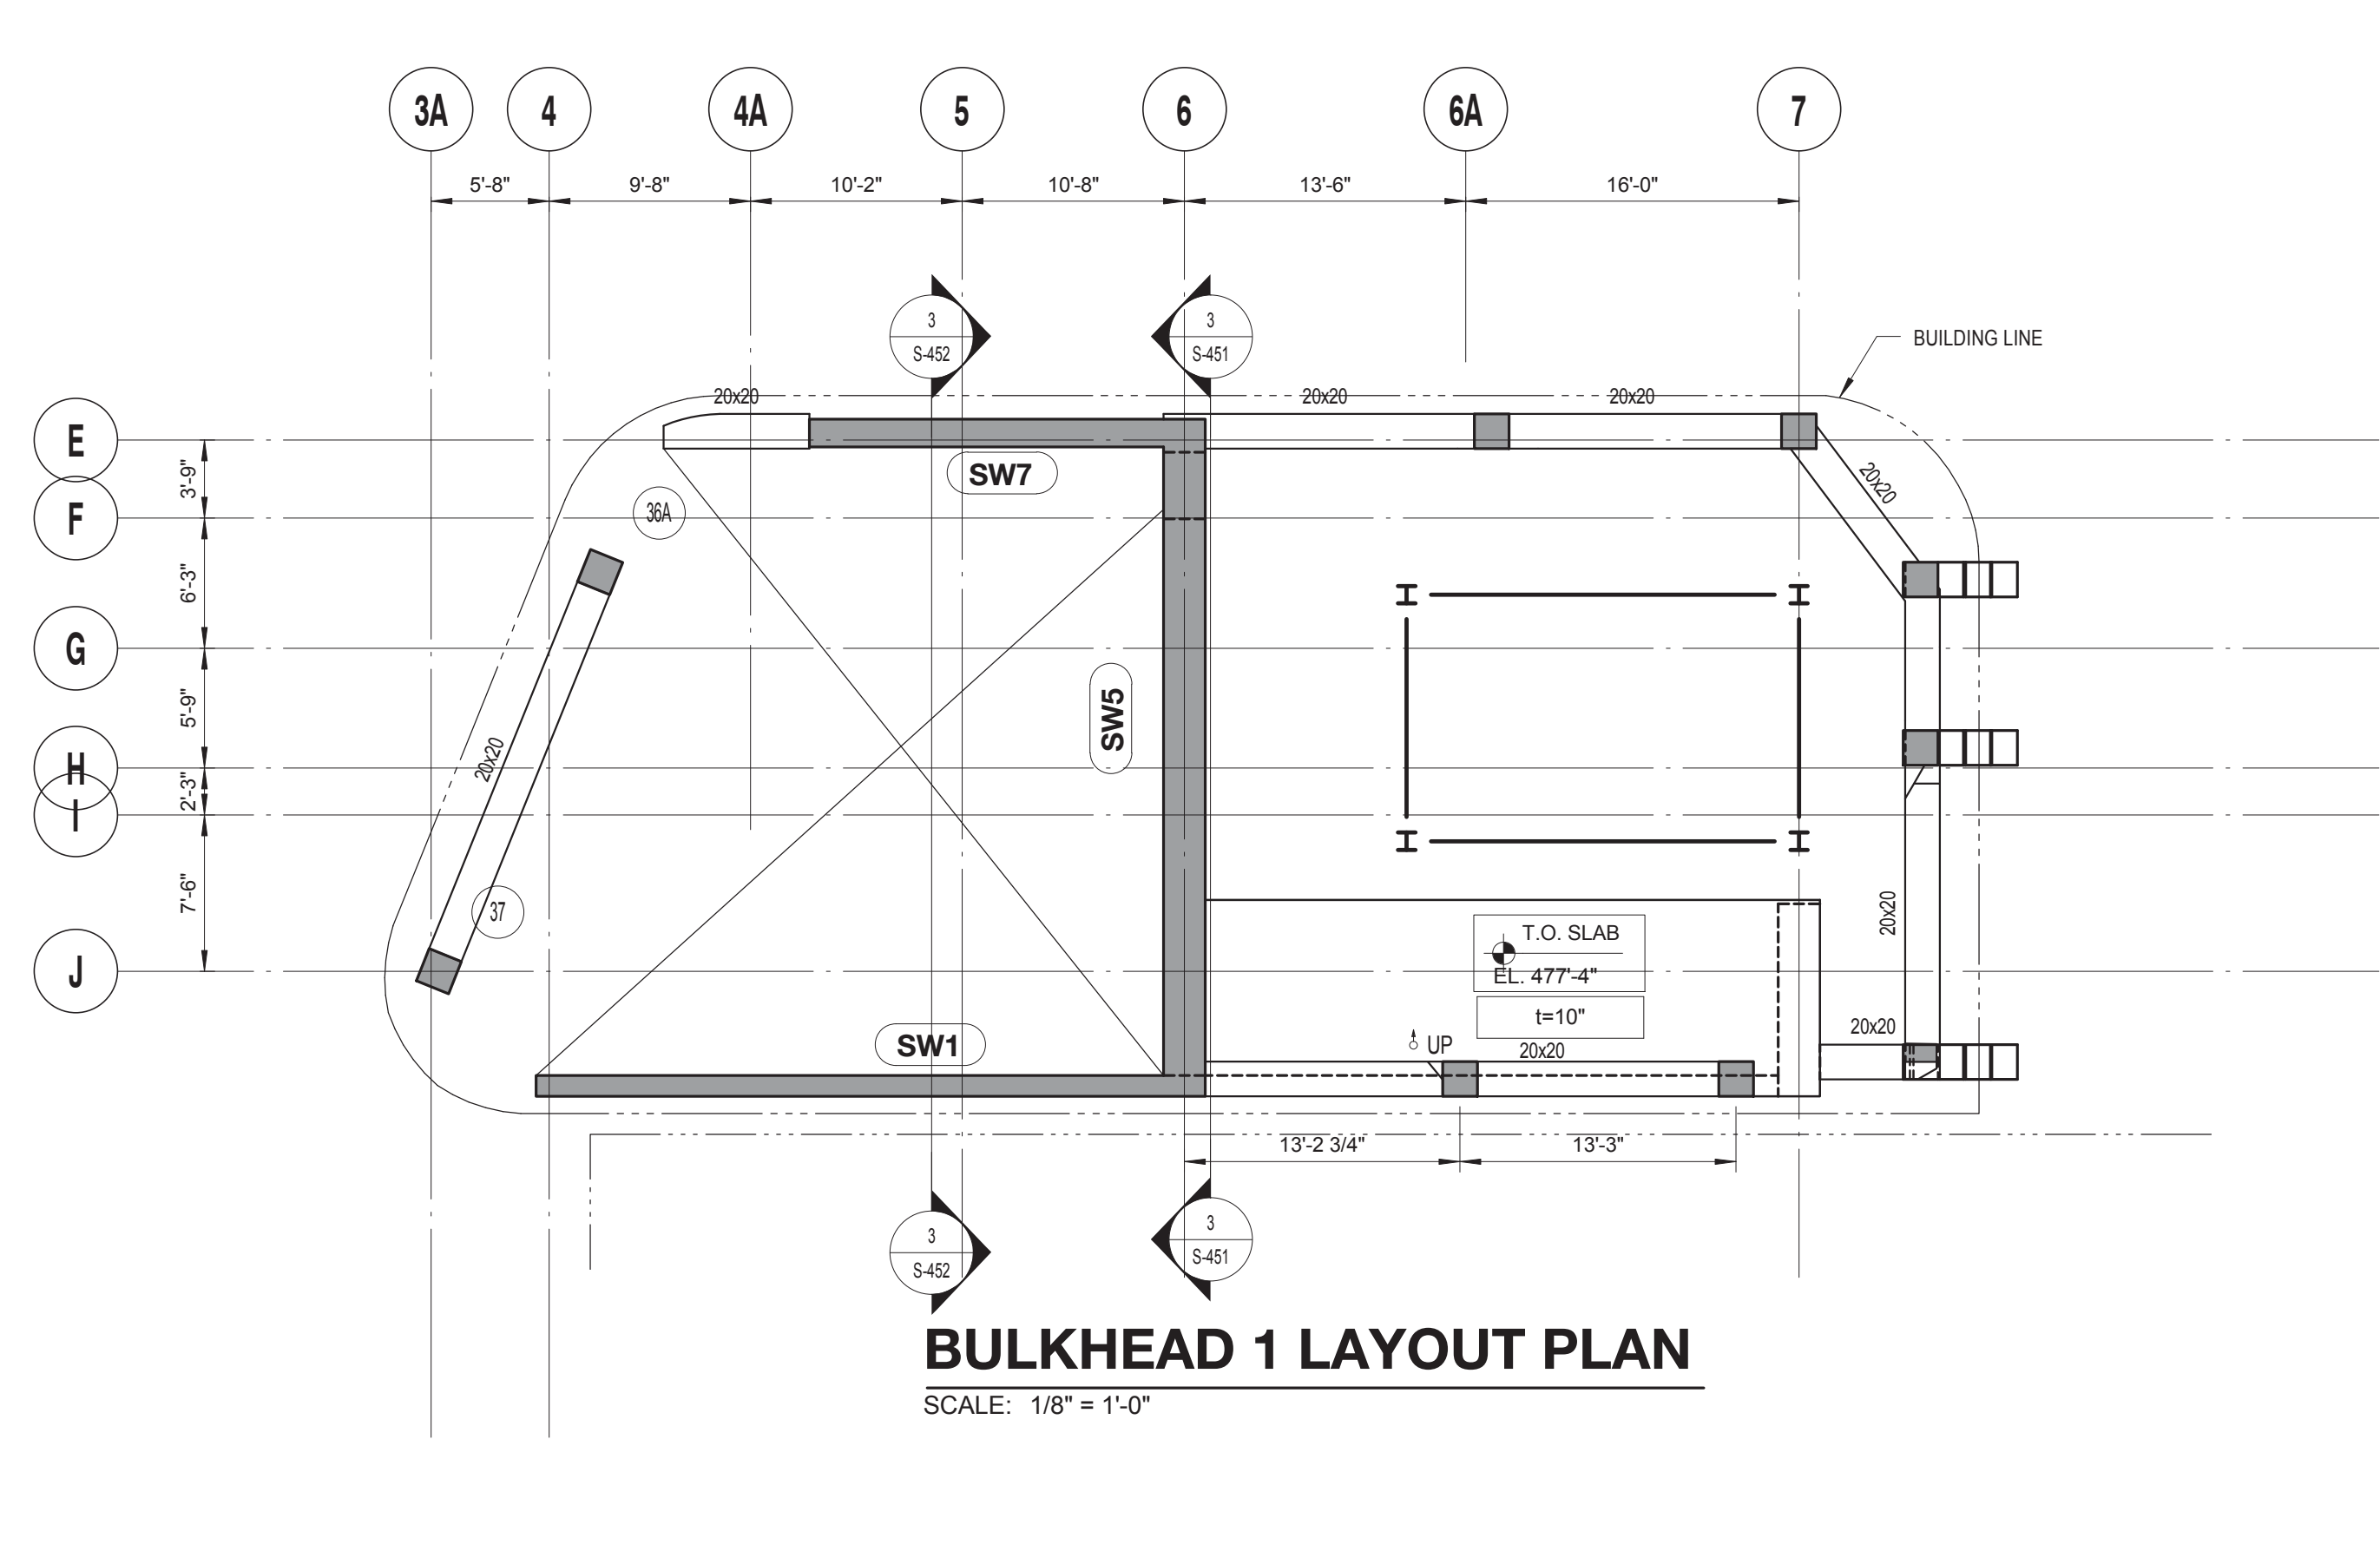 3A 4 4A 5 6 6A 7
5'-8" 9'-8" 10'-2" 10'-8" 13'-6" 16'-0"
3
S-452
3
S-451
BUILDING LINE
20x20 20x20 20x20
E
F
G
H
I
J
3'-9"
6'-3"
5'-9"
2'-3"
7'-6"
SW7
36A
20x20
SW5
20x20
37
20x20
T.O. SLAB
EL. 477'-4"
t=10"
SW1
UP
20x20
20x20
13'-2 3/4" 13'-3"
3
S-452
3
S-451
BULKHEAD 1 LAYOUT PLAN
SCALE: 1/8" = 1'-0"